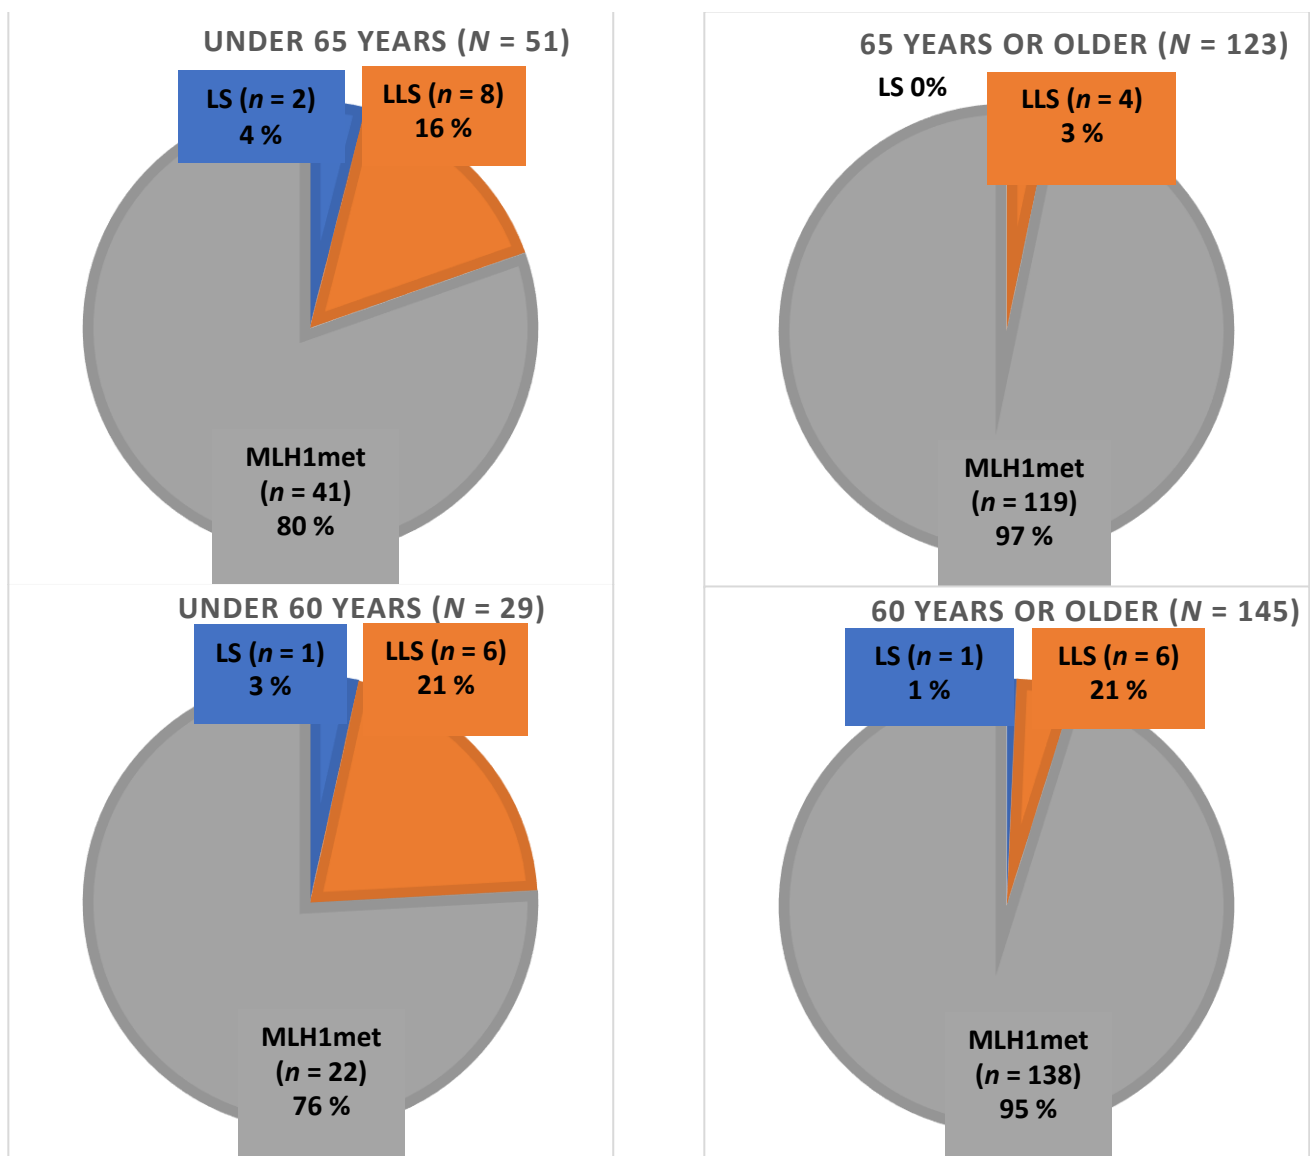 UNDER 65 YEARS (N = 51)
LS (n = 2)
4 %
LLS (n = 8)
16 %
MLH1met
(n = 41)
80 %
65 YEARS OR OLDER (N = 123)
LS 0%
LLS (n = 4)
3 %
MLH1met
(n = 119)
97 %
UNDER 60 YEARS (N = 29)
LS (n = 1)
3 %
LLS (n = 6)
21 %
MLH1met
(n = 22)
76 %
60 YEARS OR OLDER (N = 145)
LS (n = 1)
1 %
LLS (n = 6)
21 %
MLH1met
(n = 138)
95 %